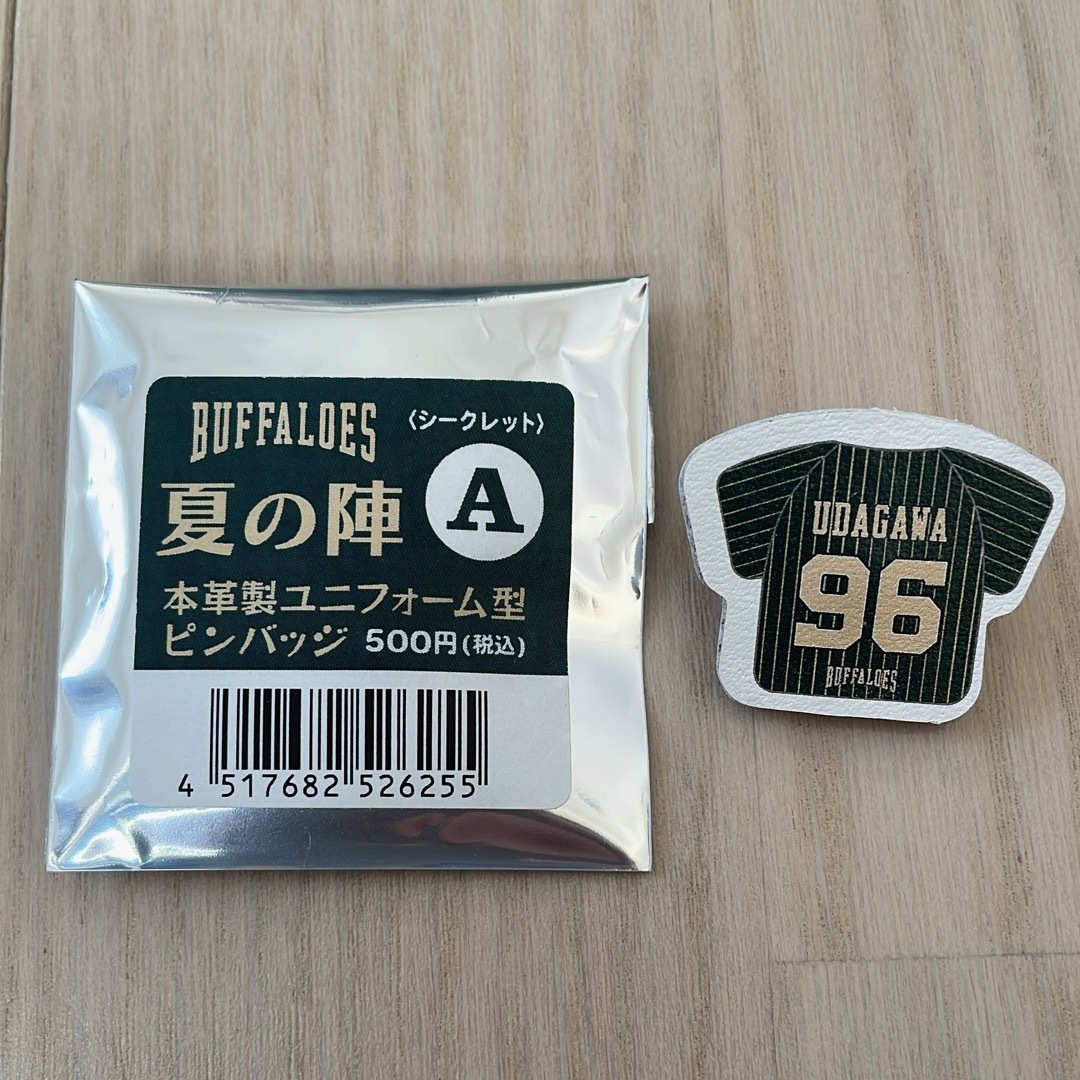 BUFFALOES 〈シークレット〉
夏の陣 A
本革製ユニフォーム型
ピンバッジ 500円(税込)
4 517682 526255
UDAGAWA
96
BUFFALOES